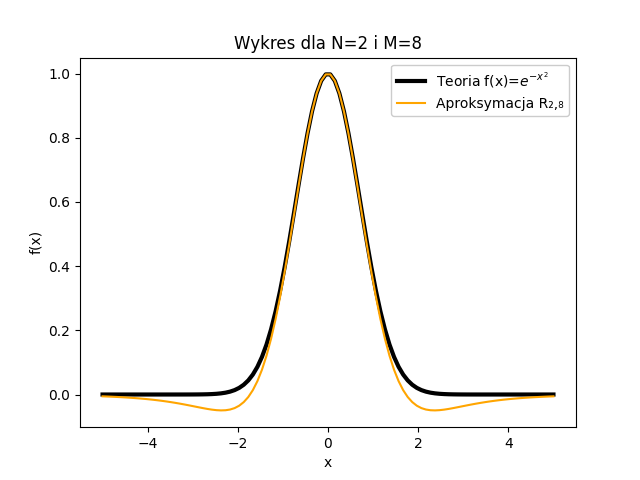 Wykres dla N=2 i M=8
Teoria f(x)=$e^{-x^2}$
Aproksymacja R₂,₈
f(x)
1.0
0.8
0.6
0.4
0.2
0.0
−4 −2 0 2 4
x